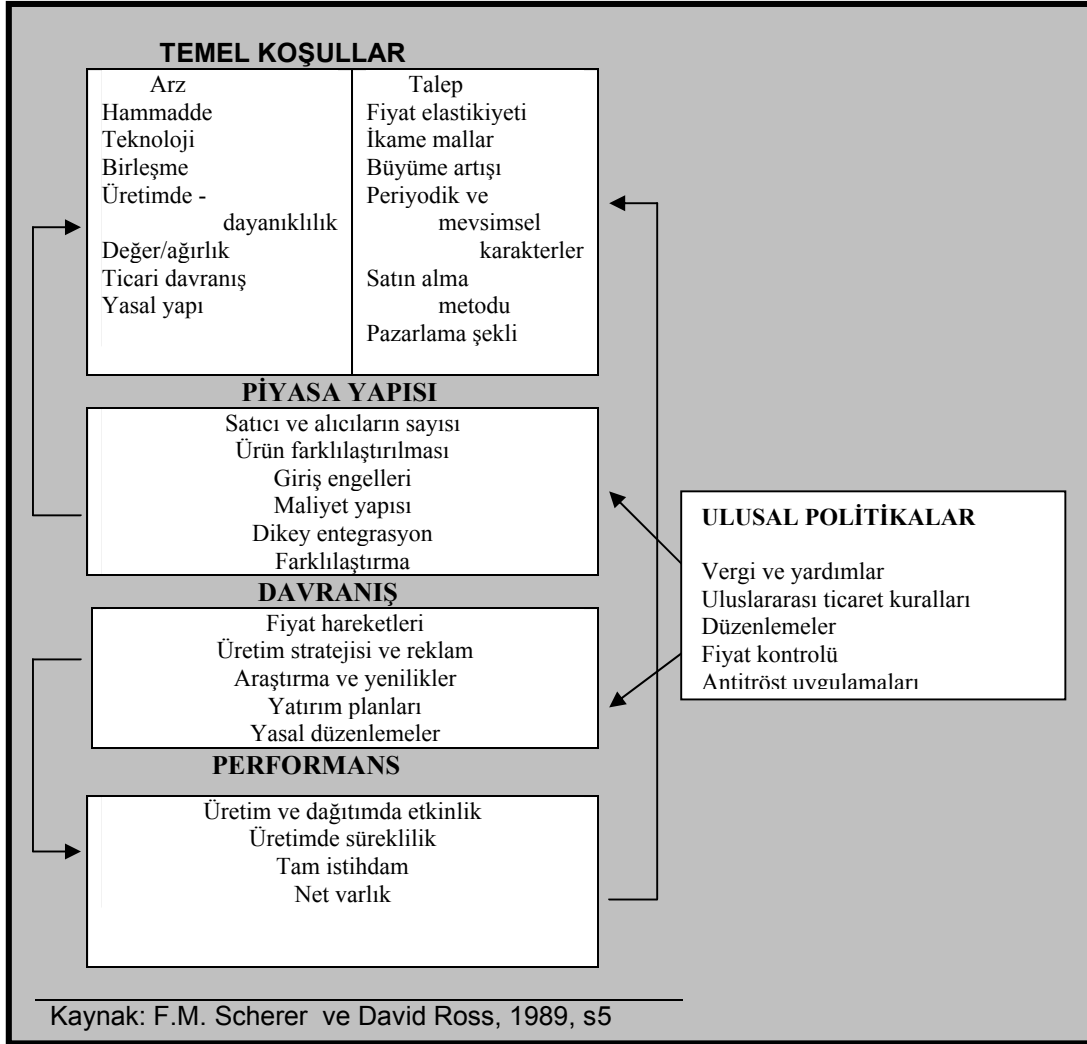 TEMEL KOŞULLAR
Arz
Hammadde
Teknoloji
Birleşme
Üretimde -
dayanıklılık
Değer/ağırlık
Ticari davranış
Yasal yapı
Talep
Fiyat elastikiyeti
İkame mallar
Büyüme artışı
Periyodik ve
mevsimsel
karakterler
Satın alma
metodu
Pazarlama şekli
PİYASA YAPISI
Satıcı ve alıcıların sayısı
Ürün farklılaştırılması
Giriş engelleri
Maliyet yapısı
Dikey entegrasyon
Farklılaştırma
DAVRANIŞ
Fiyat hareketleri
Üretim stratejisi ve reklam
Araştırma ve yenilikler
Yatırım planları
Yasal düzenlemeler
PERFORMANS
Üretim ve dağıtımda etkinlik
Üretimde süreklilik
Tam istihdam
Net varlık
ULUSAL POLİTİKALAR
Vergi ve yardımlar
Uluslararası ticaret kuralları
Düzenlemeler
Fiyat kontrolü
Antitröst uygulamaları
Kaynak: F.M. Scherer ve David Ross, 1989, s5